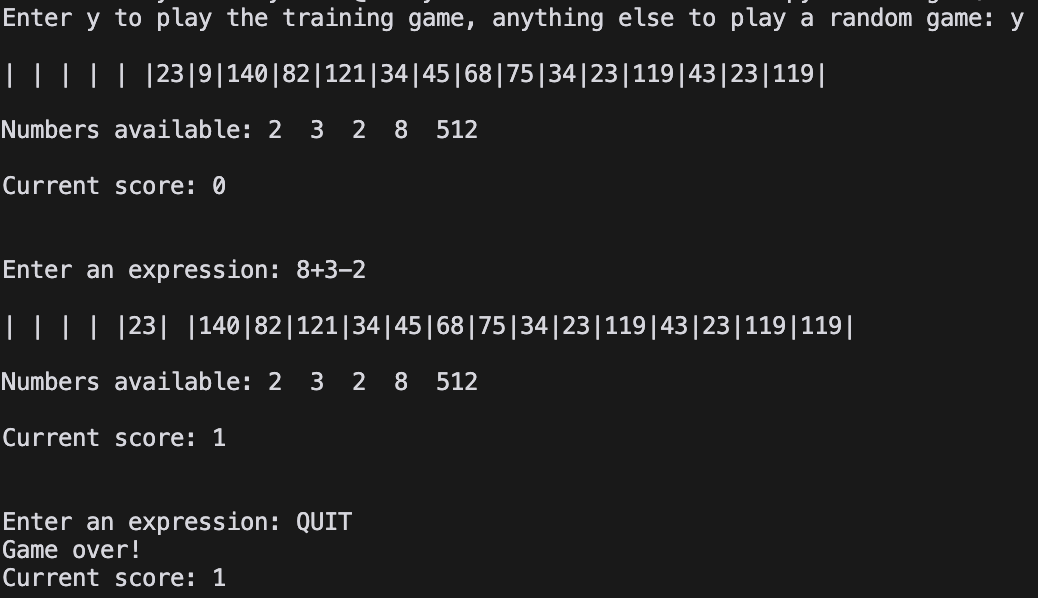 Enter y to play the training game, anything else to play a random game: y
| | | | | |23|9|140|82|121|34|45|68|75|34|23|119|43|23|119|
Numbers available: 2  3  2  8  512
Current score: 0
Enter an expression: 8+3-2
| | | | |23| |140|82|121|34|45|68|75|34|23|119|43|23|119|119|
Numbers available: 2  3  2  8  512
Current score: 1
Enter an expression: QUIT
Game over!
Current score: 1